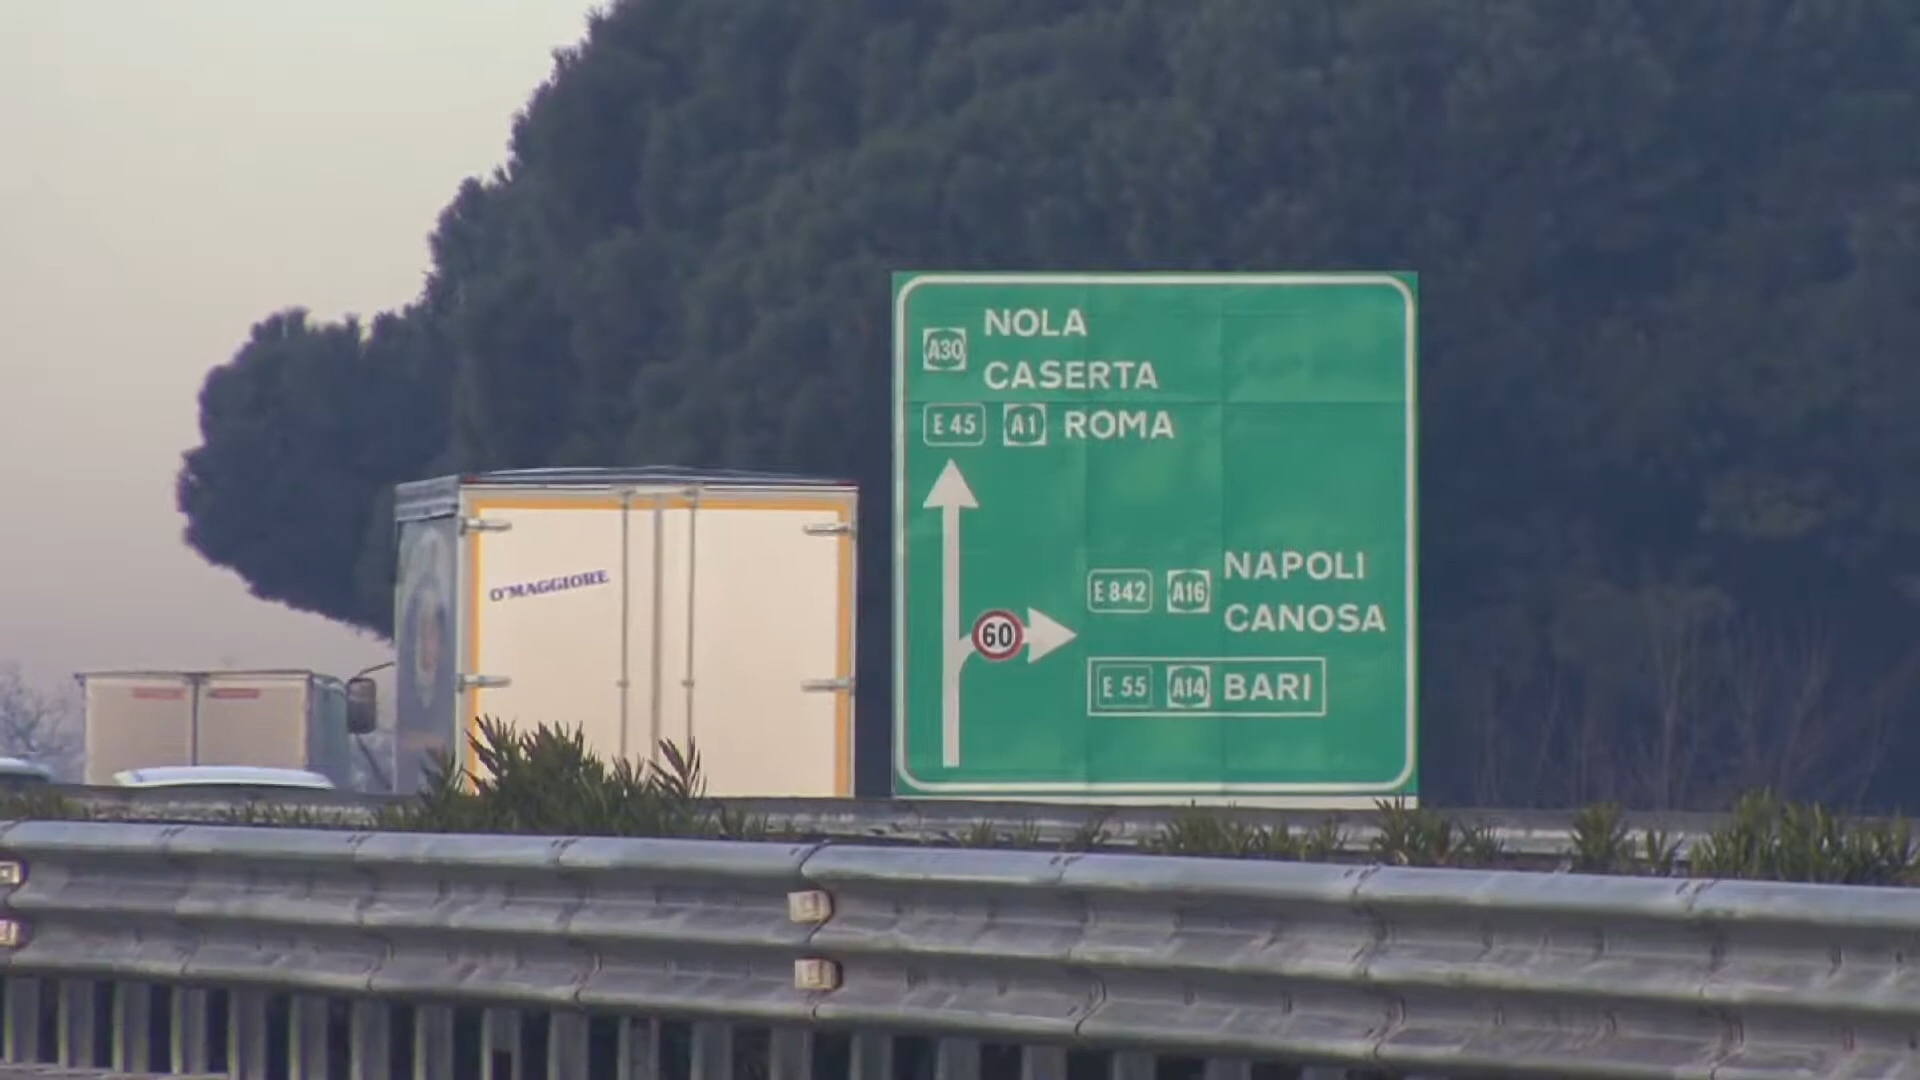 NOLA
A30
CASERTA
E 45 A1 ROMA
NAPOLI
E 842 A16
CANOSA
60
E 55 A14 BARI
O'MAGGIORE